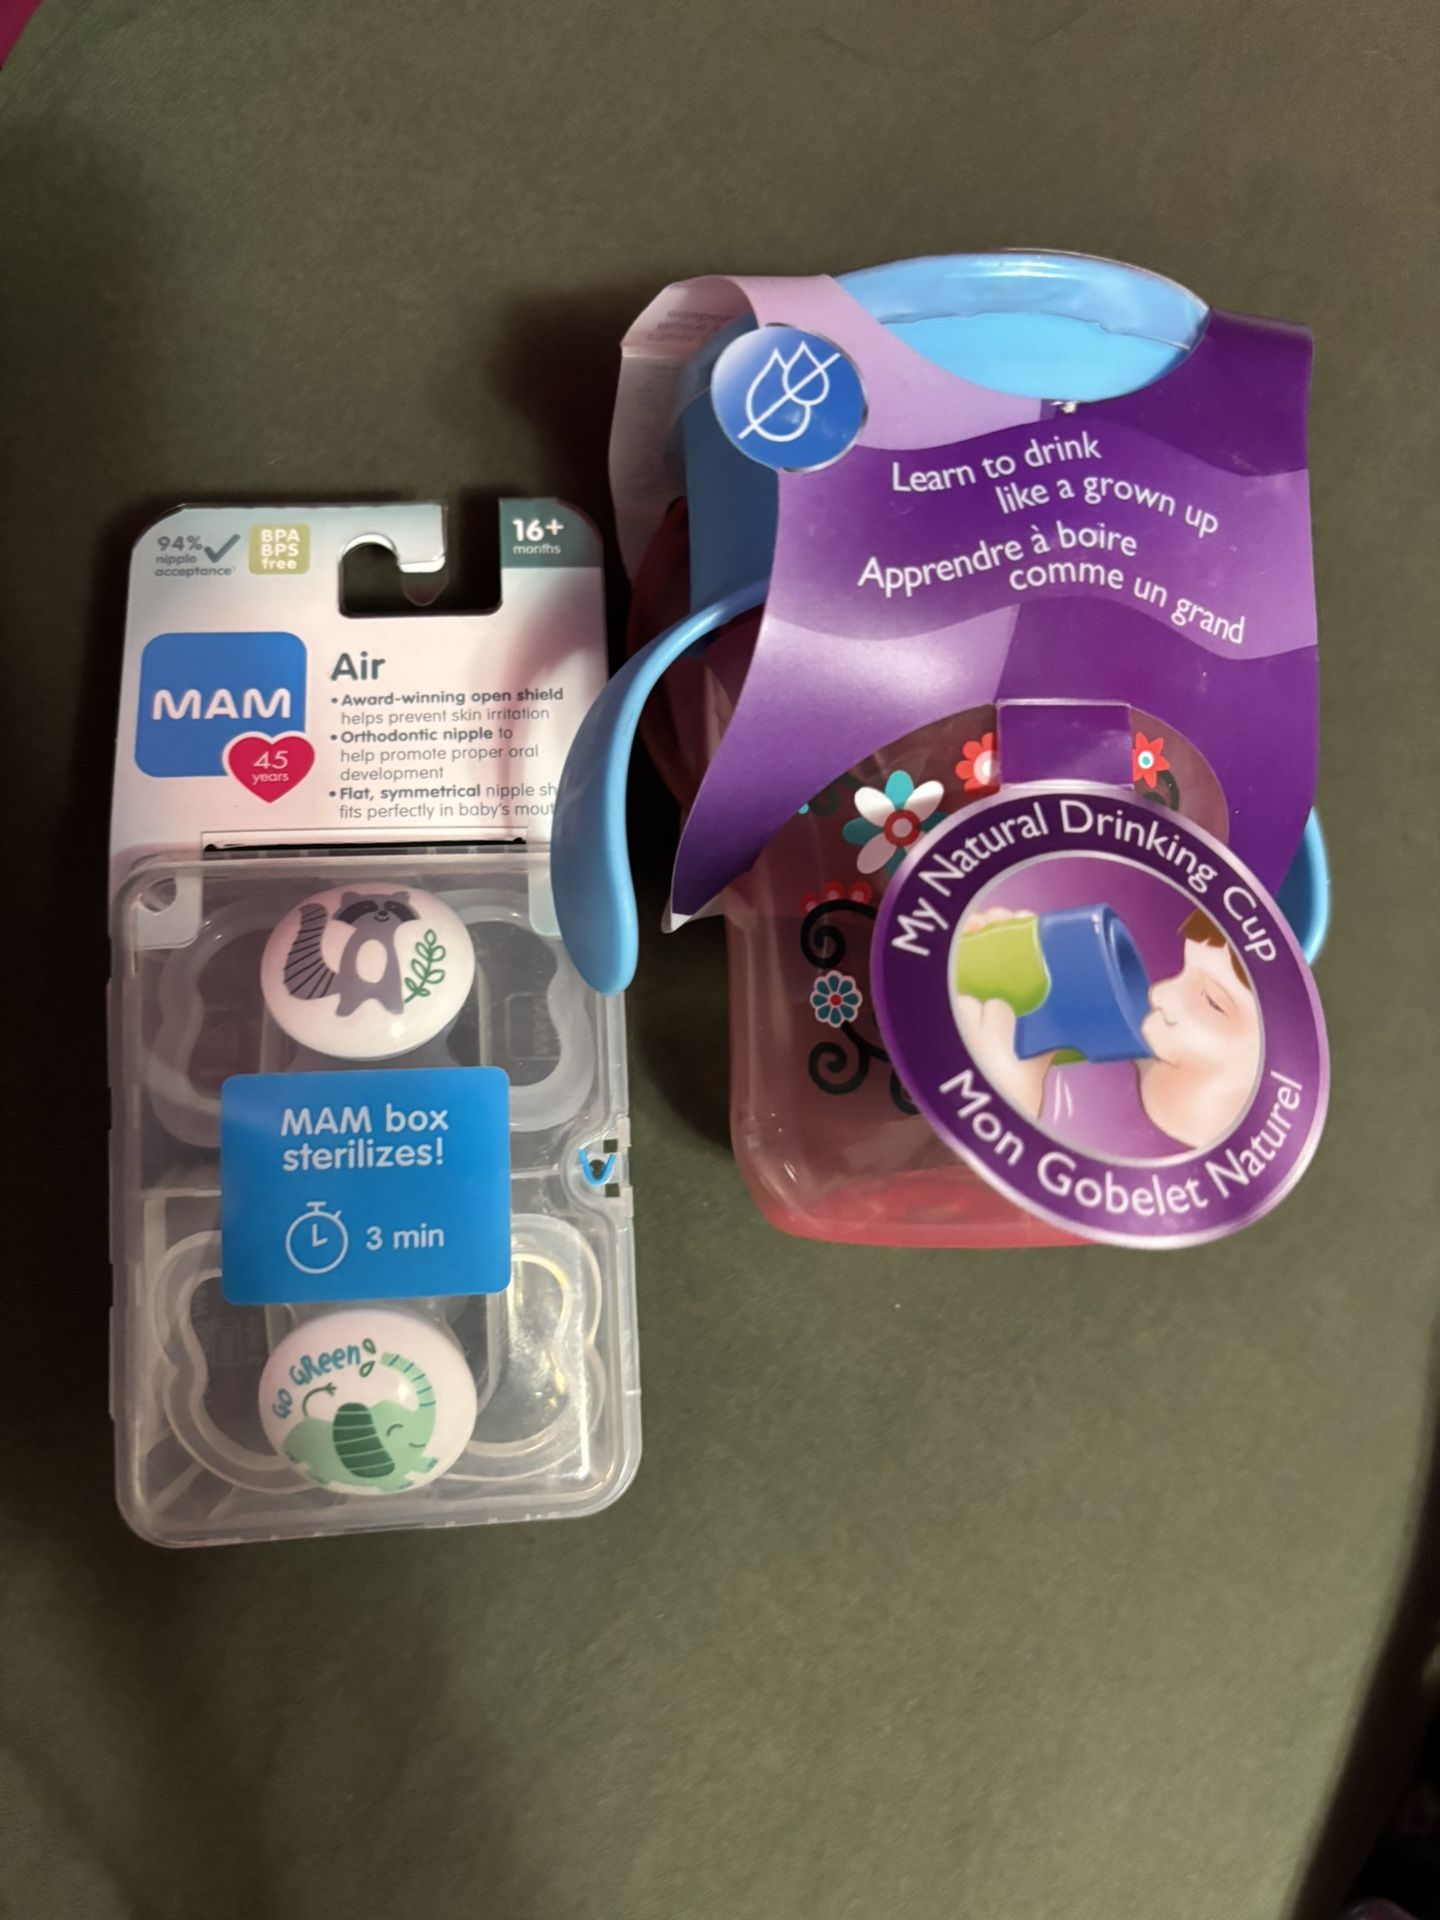 94%
nipple
acceptance¹
BPA
BPS
free
16+
months
MAM
45
years
Air
• Award-winning open shield
helps prevent skin irritation
• Orthodontic nipple to
help promote proper oral
development
• Flat, symmetrical nipple
fits perfectly in baby's
MAM box
sterilizes!
3 min
GO GREEN
Learn to drink
like a grown up
Apprendre à boire
comme un grand
My Natural Drinking Cup
Mon Gobelet Naturel